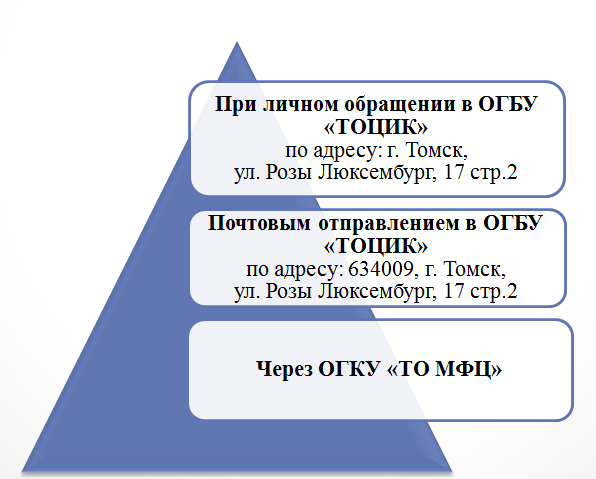 При личном обращении в ОГБУ
«ТОЦИК»
по адресу: г. Томск,
ул. Розы Люксембург, 17 стр.2
Почтовым отправлением в ОГБУ
«ТОЦИК»
по адресу: 634009, г. Томск,
ул. Розы Люксембург, 17 стр.2
Через ОГКУ «ТО МФЦ»